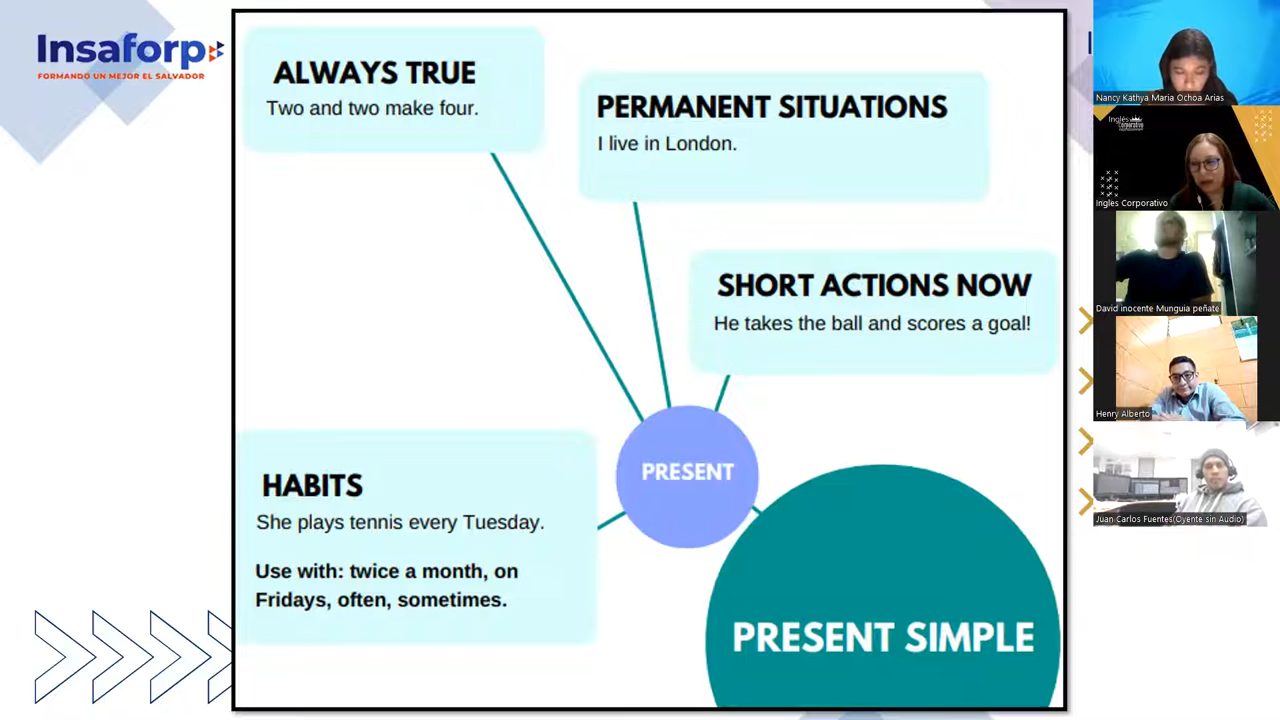 Insaforp
FORMANDO UN MEJOR EL SALVADOR
ALWAYS TRUE
Two and two make four.
PERMANENT SITUATIONS
I live in London.
SHORT ACTIONS NOW
He takes the ball and scores a goal!
HABITS
She plays tennis every Tuesday.
Use with: twice a month, on
Fridays, often, sometimes.
PRESENT
PRESENT SIMPLE
Nancy Kathya Maria Ochoa Arias
Inglés
Corporativo
Ingles Corporativo
David inocente Munguia peñate
Henry Alberto
Juan Carlos Fuentes(Oyente sin Audio)